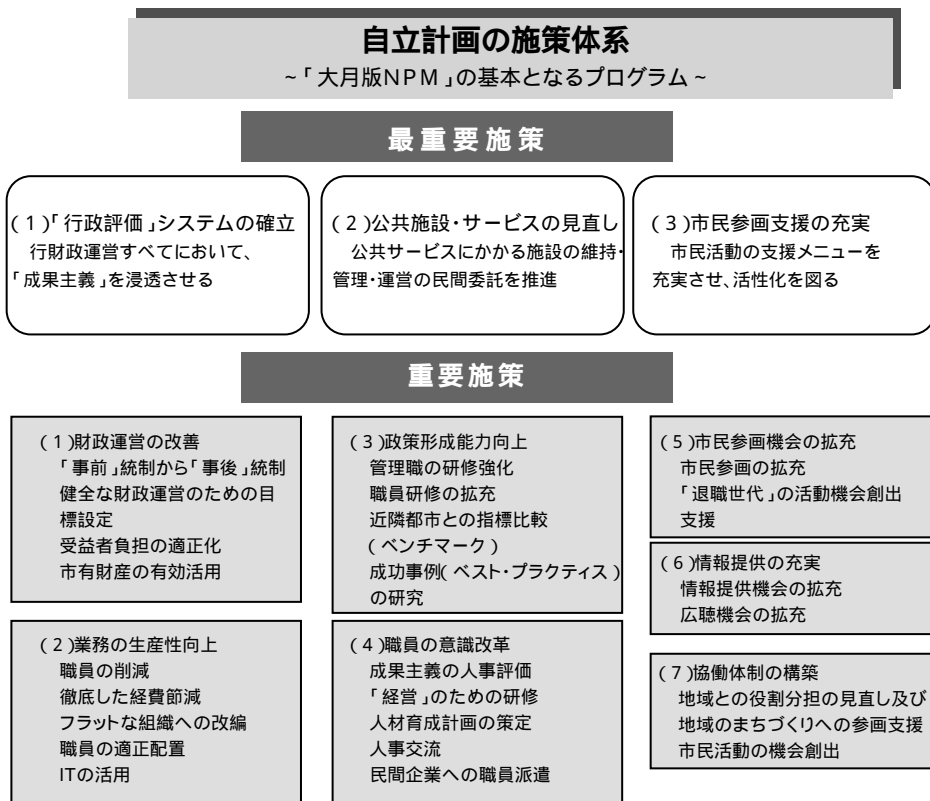 自立計画の施策体系
~「大月版NPM」の基本となるプログラム~
最重要施策
(1)「行政評価」システムの確立
行財政運営すべてにおいて、
「成果主義」を浸透させる
(2)公共施設・サービスの見直し
公共サービスにかかる施設の維持・
管理・運営の民間委託を推進
(3)市民参画支援の充実
市民活動の支援メニューを
充実させ、活性化を図る
重要施策
(1)財政運営の改善
「事前」統制から「事後」統制
健全な財政運営のための目
標設定
受益者負担の適正化
市有財産の有効活用
(2)業務の生産性向上
職員の削減
徹底した経費節減
フラットな組織への改編
職員の適正配置
ITの活用
(3)政策形成能力向上
管理職の研修強化
職員研修の拡充
近隣都市との指標比較
(ベンチマーク)
成功事例(ベスト・プラクティス)
の研究
(4)職員の意識改革
成果主義の人事評価
「経営」のための研修
人材育成計画の策定
人事交流
民間企業への職員派遣
(5)市民参画機会の拡充
市民参画の拡充
「退職世代」の活動機会創出
支援
(6)情報提供の充実
情報提供機会の拡充
広聴機会の拡充
(7)協働体制の構築
地域との役割分担の見直し及び
地域のまちづくりへの参画支援
市民活動の機会創出